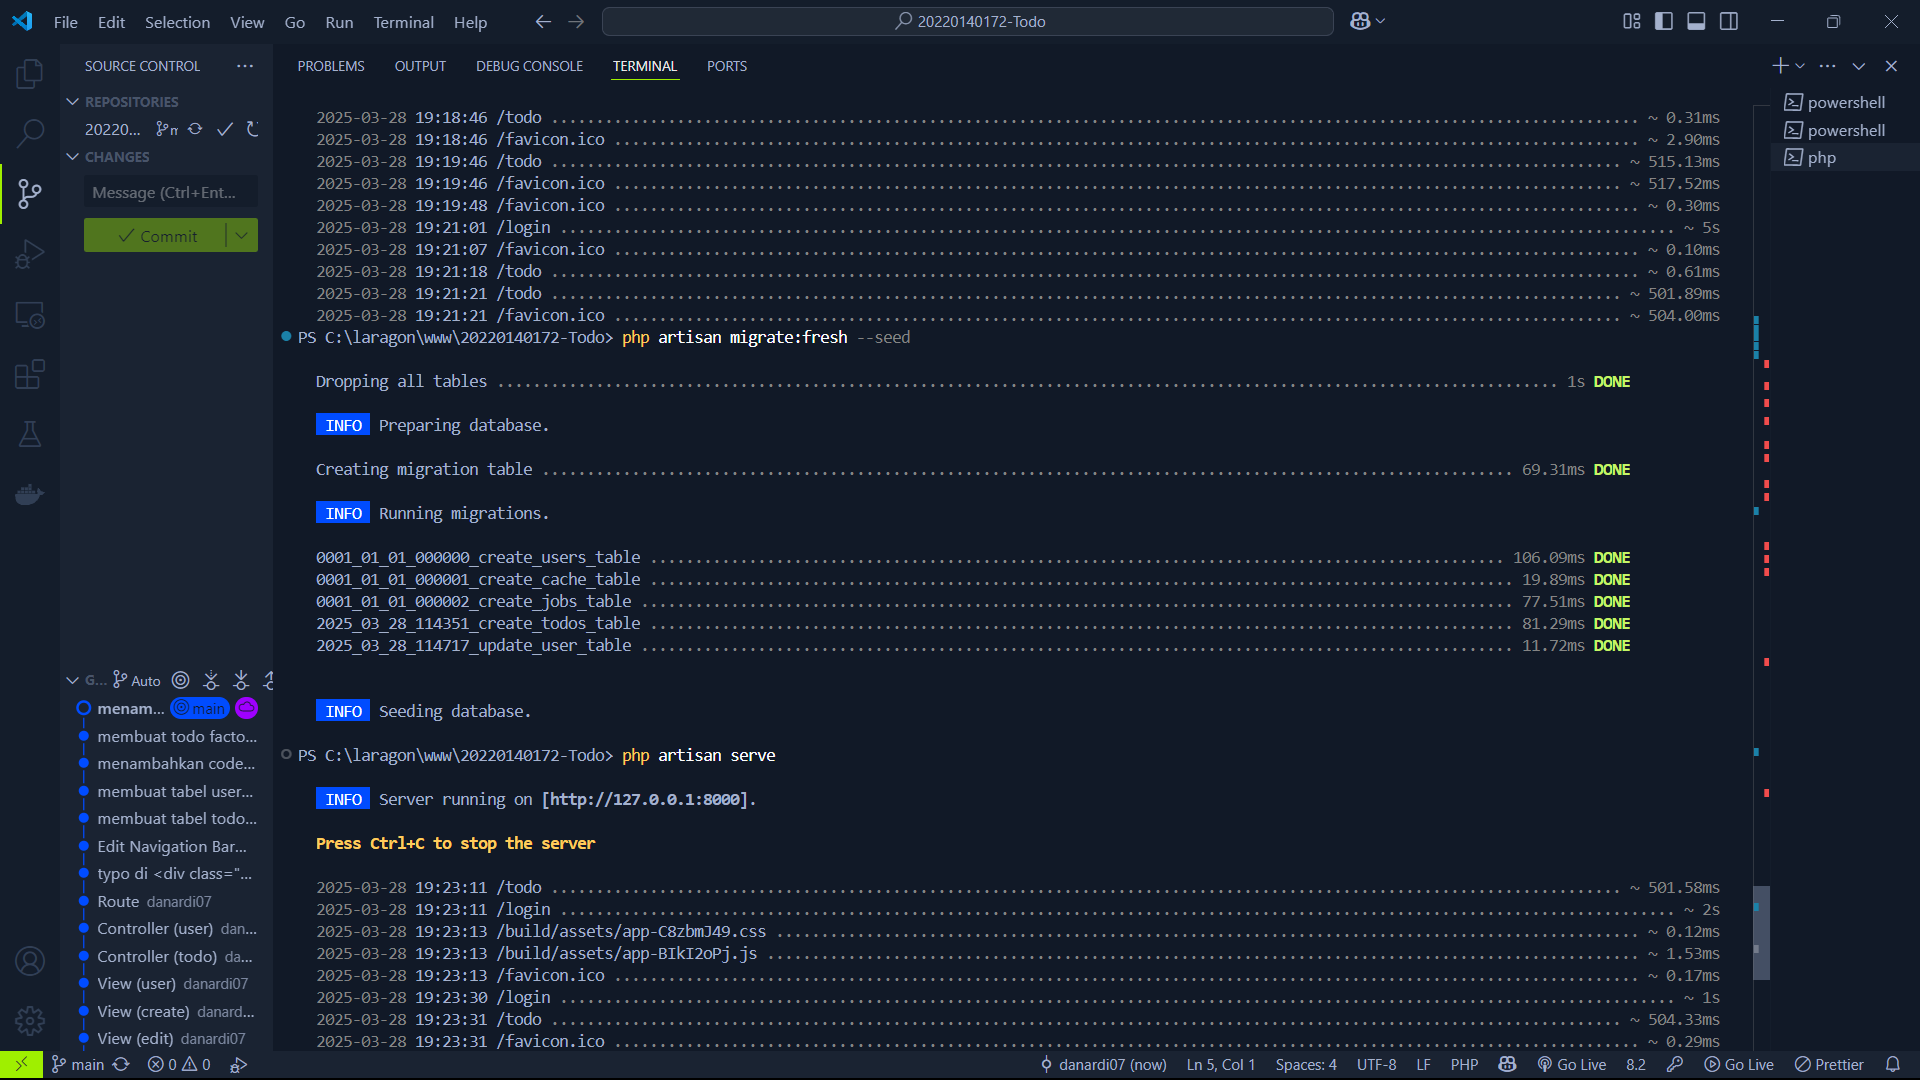 File Edit Selection View Go Run Terminal Help
20220140172-Todo
SOURCE CONTROL
REPOSITORIES
20220...
CHANGES
Message (Ctrl+Ent...
Commit
G... Auto
menam... main
membuat todo facto...
menambahkan code...
membuat tabel user...
membuat tabel todo...
Edit Navigation Bar...
typo di <div class="...
Route danardi07
Controller (user) dan...
Controller (todo) da...
View (user) danardi07
View (create) danard...
View (edit) danardi07
PROBLEMS OUTPUT DEBUG CONSOLE TERMINAL PORTS
2025-03-28 19:18:46 /todo ~ 0.31ms
2025-03-28 19:18:46 /favicon.ico ~ 2.90ms
2025-03-28 19:19:46 /todo ~ 515.13ms
2025-03-28 19:19:46 /favicon.ico ~ 517.52ms
2025-03-28 19:19:48 /favicon.ico ~ 0.30ms
2025-03-28 19:21:01 /login ~ 5s
2025-03-28 19:21:07 /favicon.ico ~ 0.10ms
2025-03-28 19:21:18 /todo ~ 0.61ms
2025-03-28 19:21:21 /todo ~ 501.89ms
2025-03-28 19:21:21 /favicon.ico ~ 504.00ms
PS C:\laragon\www\20220140172-Todo> php artisan migrate:fresh --seed
Dropping all tables 1s DONE
INFO Preparing database.
Creating migration table 69.31ms DONE
INFO Running migrations.
0001_01_01_000000_create_users_table 106.09ms DONE
0001_01_01_000001_create_cache_table 19.89ms DONE
0001_01_01_000002_create_jobs_table 77.51ms DONE
2025_03_28_114351_create_todos_table 81.29ms DONE
2025_03_28_114717_update_user_table 11.72ms DONE
INFO Seeding database.
PS C:\laragon\www\20220140172-Todo> php artisan serve
INFO Server running on [http://127.0.0.1:8000].
Press Ctrl+C to stop the server
2025-03-28 19:23:11 /todo ~ 501.58ms
2025-03-28 19:23:11 /login ~ 2s
2025-03-28 19:23:13 /build/assets/app-C8zbmJ49.css ~ 0.12ms
2025-03-28 19:23:13 /build/assets/app-BIkI2oPj.js ~ 1.53ms
2025-03-28 19:23:13 /favicon.ico ~ 0.17ms
2025-03-28 19:23:30 /login ~ 1s
2025-03-28 19:23:31 /todo ~ 504.33ms
2025-03-28 19:23:31 /favicon.ico ~ 0.29ms
powershell
powershell
php
main 0 0 danardi07 (now) Ln 5, Col 1 Spaces: 4 UTF-8 LF PHP Go Live 8.2 Go Live Prettier